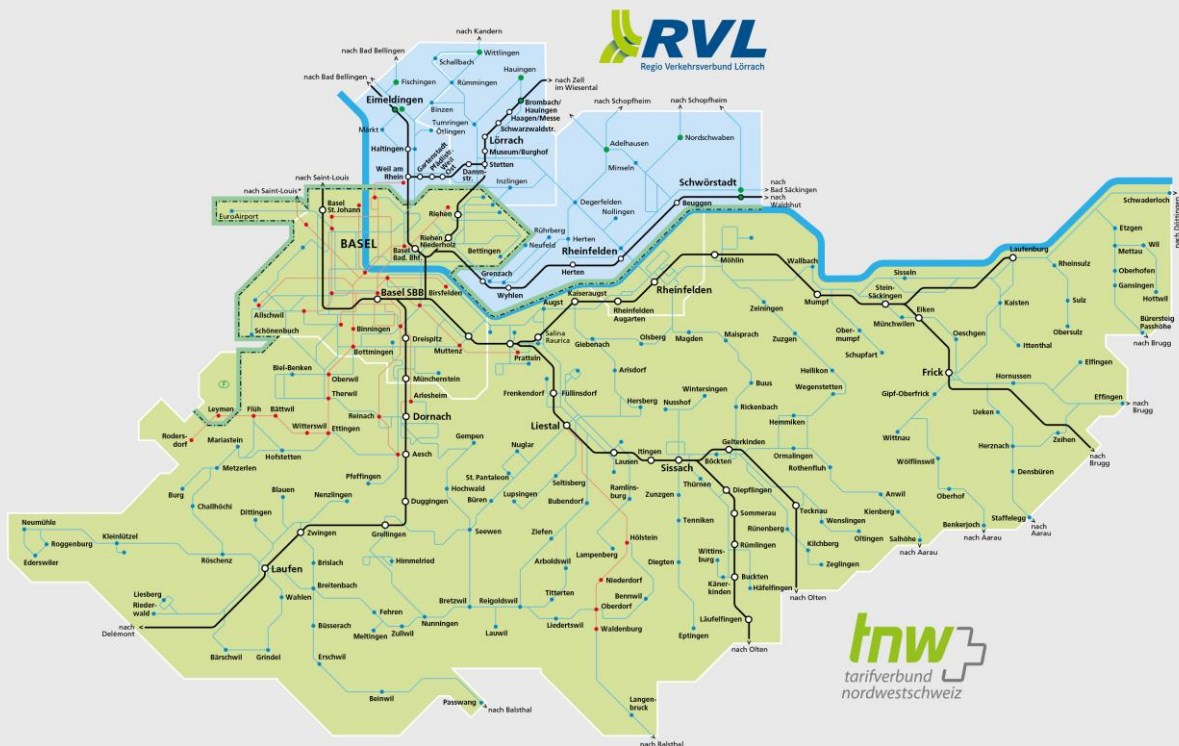 RVL
Regio Verkehrsverbund Lörrach
nach Kandern
nach Bad Bellingen
Wittlingen
Schallbach
Hauingen
nach Bad Bellingen
Fischingen
Rümmingen
nach Zell
im Wiesental
Eimeldingen
Binzen
Brombach/
Hauingen
Haagen/Messe
Schwarzwaldstr.
nach Schopfheim
nach Schopfheim
Tumringen
Ötlingen
Märkt
Lörrach
Museum/Burghof
Adelhausen
Nordschwaben
Haltingen
Gartenstadt
Pfädlistr.
Weil
Ost
Stetten
Minseln
Weil am
Rhein
Damm-
str.
Inzlingen
Schwörstadt
nach
Bad Säckingen
nach
Waldshut
nach Saint-Louis
nach Saint-Louis
Basel
St. Johann
EuroAirport
Riehen
Degerfelden
Nollingen
Beuggen
Schwaderloch
nach Döttingen
BASEL
Riehen
Niederholz
Rührberg
Neufeld
Herten
Bettingen
Basel
Bad. Bhf.
Rheinfelden
Etzgen
Wil
Mettau
Laufenburg
Grenzach
Wyhlen
Herten
Möhlin
Wallbach
Sisseln
Rheinsulz
Oberhofen
Gansingen
Hottwil
Basel SBB
Birsfelden
Augst
Kaiseraugst
Rheinfelden
Stein-
Säckingen
Mumpf
Eiken
Kaisten
Sulz
Bürersteig
Passhöhe
nach Brugg
Allschwil
Schönenbuch
Binningen
Bottmingen
Dreispitz
Muttenz
Salina
Raurica
Pratteln
Rheinfelden
Augarten
Zeiningen
Münchwilen
Obersulz
Giebenach
Olsberg
Magden
Maisprach
Zuzgen
Ober-
mumpf
Schupfart
Oeschgen
Ittenthal
Biel-Benken
Oberwil
Therwil
Münchenstein
Arisdorf
Hellikon
Wegenstetten
Frick
Elfingen
Hornussen
Effingen
nach
Brugg
Buus
Frenkendorf
Füllinsdorf
Wintersingen
Nusshof
Hersberg
Rickenbach
Gipf-Oberfrick
Arlesheim
Leymen
Flüh
Bättwil
Reinach
Dornach
Roders-
dorf
Mariastein
Witterswil
Ettingen
Liestal
Hemmiken
Ueken
Wittnau
Gempen
Nuglar
Gelterkinden
Ormalingen
Herznach
Zeihen
nach
Brugg
Hofstetten
Metzerlen
Aesch
Itingen
Lausen
Sissach
Böckten
Rothenfluh
Wölflinswil
Densbüren
Pfeffingen
St. Pantaleon
Hochwald
Seltisberg
Ramlins-
burg
Thürnen
Diepflingen
Burg
Challhöchi
Blauen
Nenzlingen
Duggingen
Büren
Lupsingen
Bubendorf
Zunzgen
Anwil
Oberhof
Dittingen
Sommerau
Tecknau
Wenslingen
Kienberg
Benkerjoch
Staffelegg
nach
Aarau
Neumühle
Kleinlützel
Roggenburg
Ederswiler
Röschenz
Zwingen
Grellingen
Seewen
Ziefen
Hölstein
Tenniken
Rünenberg
Oltingen
Salhöhe
nach Aarau
nach Aarau
Himmelried
Arboldswil
Lampenberg
Rümlingen
Kilchberg
Wittins-
burg
Diegten
Zeglingen
Brislach
Breitenbach
Laufen
Liesberg
Rieder-
wald
Wahlen
Niederdorf
Bennwil
Oberdorf
Buckten
Känerkinden
Häfelfingen
nach Olten
Titterten
Fehren
Bretzwil
Reigoldswil
nach
Delémont
Büsserach
Meltingen
Zullwil
Nunningen
Lauwil
Liedertswil
Waldenburg
Eptingen
Läufelfingen
nach Olten
Bärschwil
Grindel
Erschwil
Beinwil
Passwang
nach Balsthal
Langen-
bruck
nach Balsthal
tnw
tarifverbund
nordwestschweiz